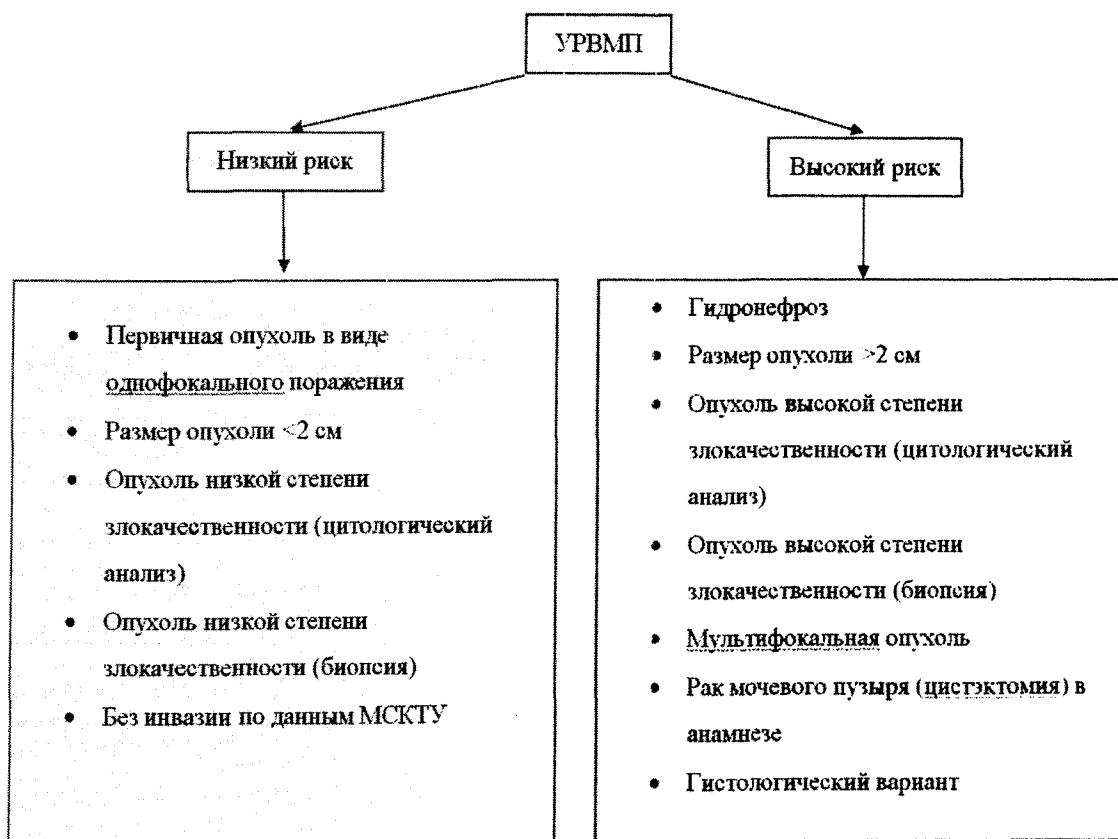 УРВМП
Низкий риск
Высокий риск
• Первичная опухоль в виде
однофокального поражения
• Размер опухоли <2 см
• Опухоль низкой степени
злокачественности (цитологический
анализ)
• Опухоль низкой степени
злокачественности (биопсия)
• Без инвазии по данным МСКТУ
• Гидронефроз
• Размер опухоли >2 см
• Опухоль высокой степени
злокачественности (цитологический
анализ)
• Опухоль высокой степени
злокачественности (биопсия)
• Мультифокальная опухоль
• Рак мочевого пузыря (цистэктомия) в
анамнезе
• Гистологический вариант